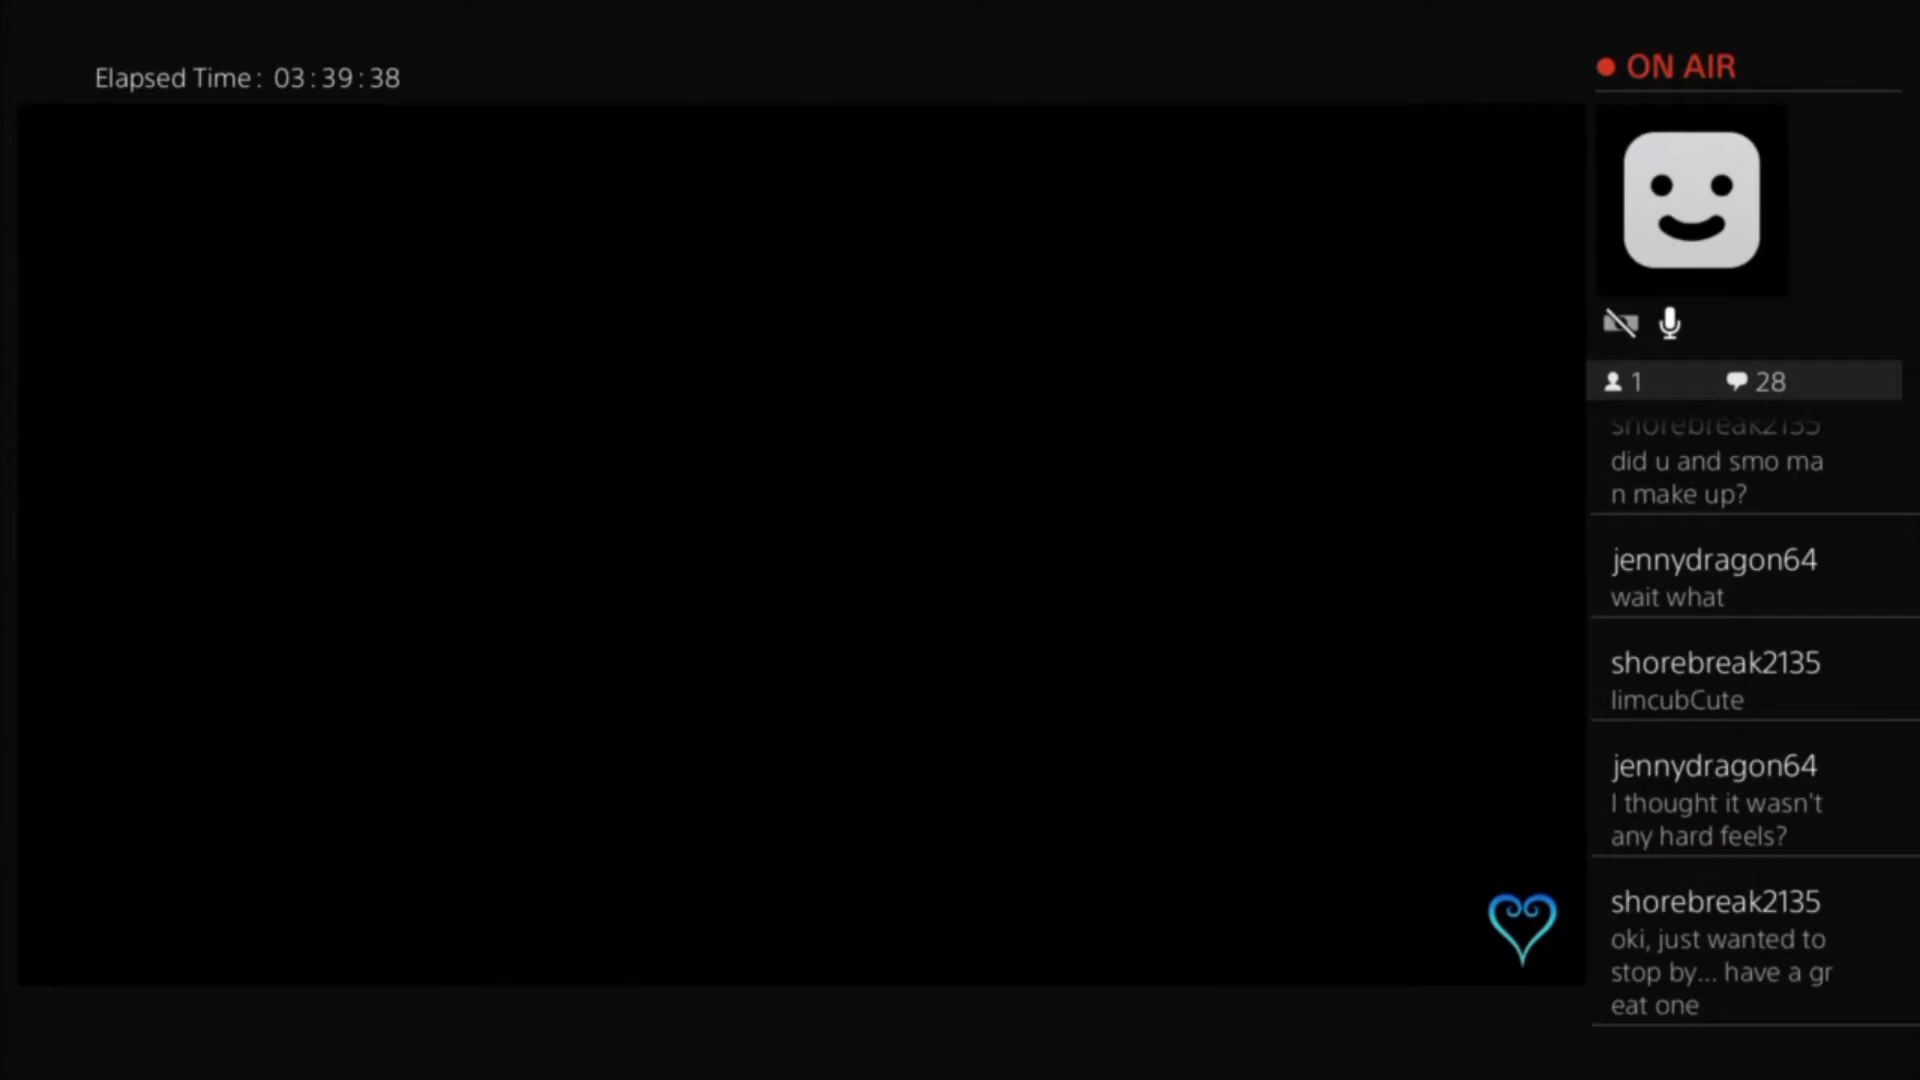 Elapsed Time: 03:39:38
ON AIR
1 28
shorebreak2135
did u and smo ma
n make up?
jennydragon64
wait what
shorebreak2135
limcubCute
jennydragon64
I thought it wasn't
any hard feels?
shorebreak2135
oki, just wanted to
stop by... have a gr
eat one